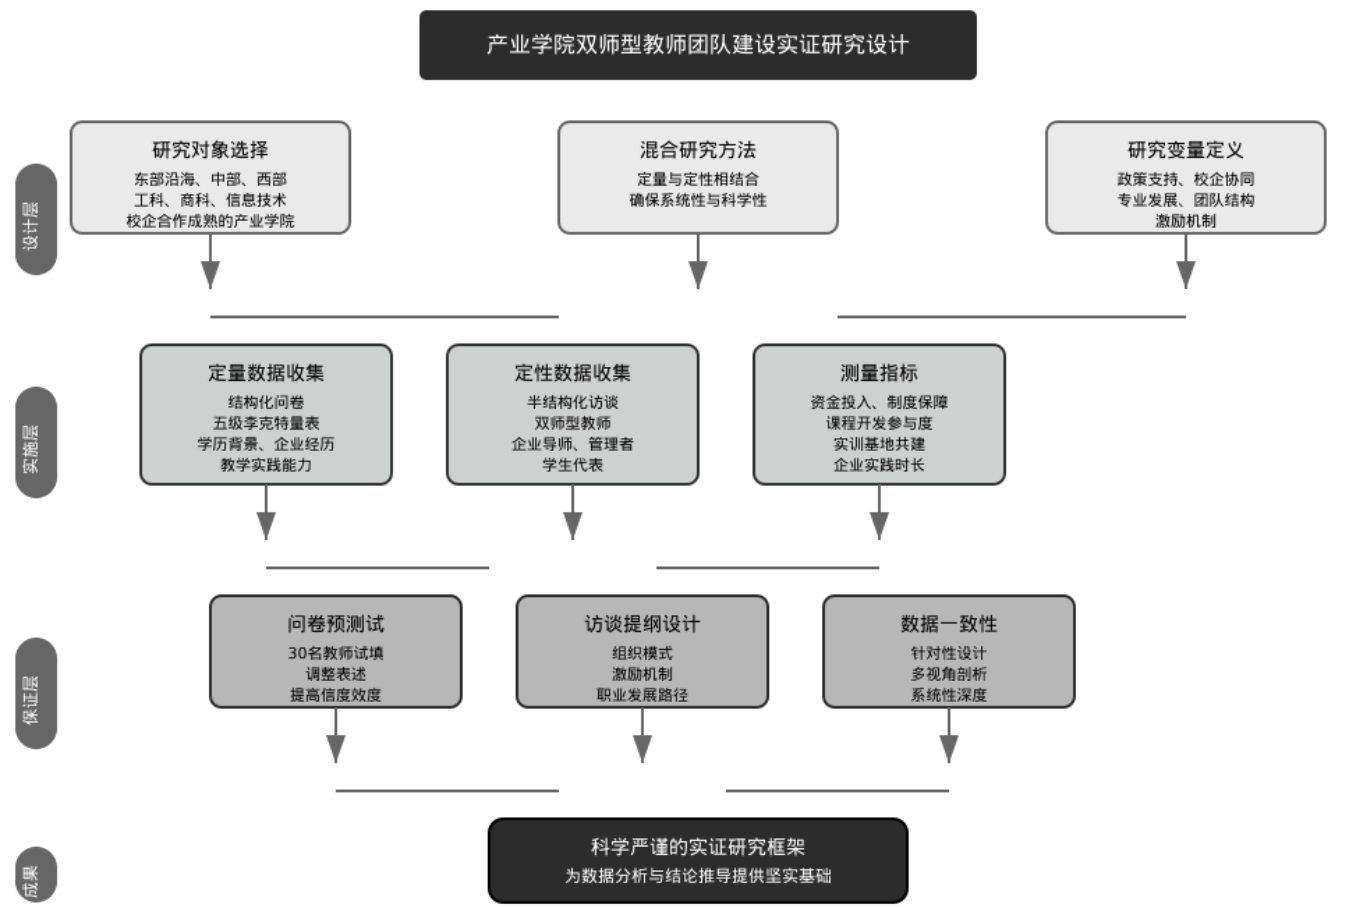 产业学院双师型教师团队建设实证研究设计
设计层
研究对象选择
东部沿海、中部、西部
工科、商科、信息技术
校企合作成熟的产业学院
混合研究方法
定量与定性相结合
确保系统性与科学性
研究变量定义
政策支持、校企协同
专业发展、团队结构
激励机制
实施层
定量数据收集
结构化问卷
五级李克特量表
学历背景、企业经历
教学实践能力
定性数据收集
半结构化访谈
双师型教师
企业导师、管理者
学生代表
测量指标
资金投入、制度保障
课程开发参与度
实训基地共建
企业实践时长
保证层
问卷预测试
30名教师试填
调整表述
提高信度效度
访谈提纲设计
组织模式
激励机制
职业发展路径
数据一致性
针对性设计
多视角剖析
系统性深度
成果
科学严谨的实证研究框架
为数据分析与结论推导提供坚实基础